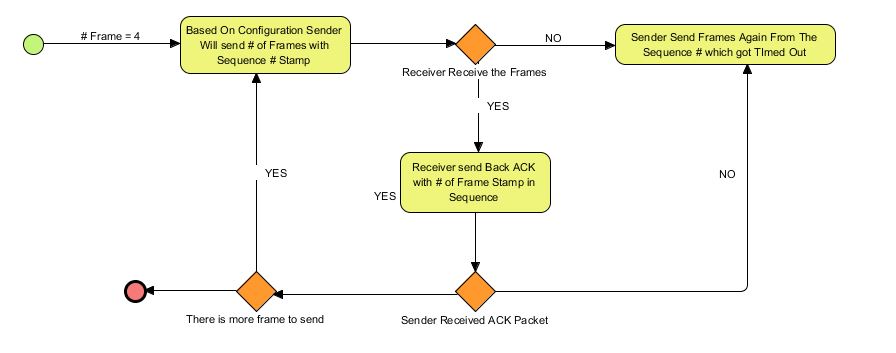 # Frame = 4
Based On Configuration Sender
Will send # of Frames with
Sequence # Stamp
Receiver Receive the Frames
NO
Sender Send Frames Again From The
Sequence # which got TImed Out
YES
Receiver send Back ACK
with # of Frame Stamp in
Sequence
YES
YES
NO
There is more frame to send
Sender Received ACK Packet